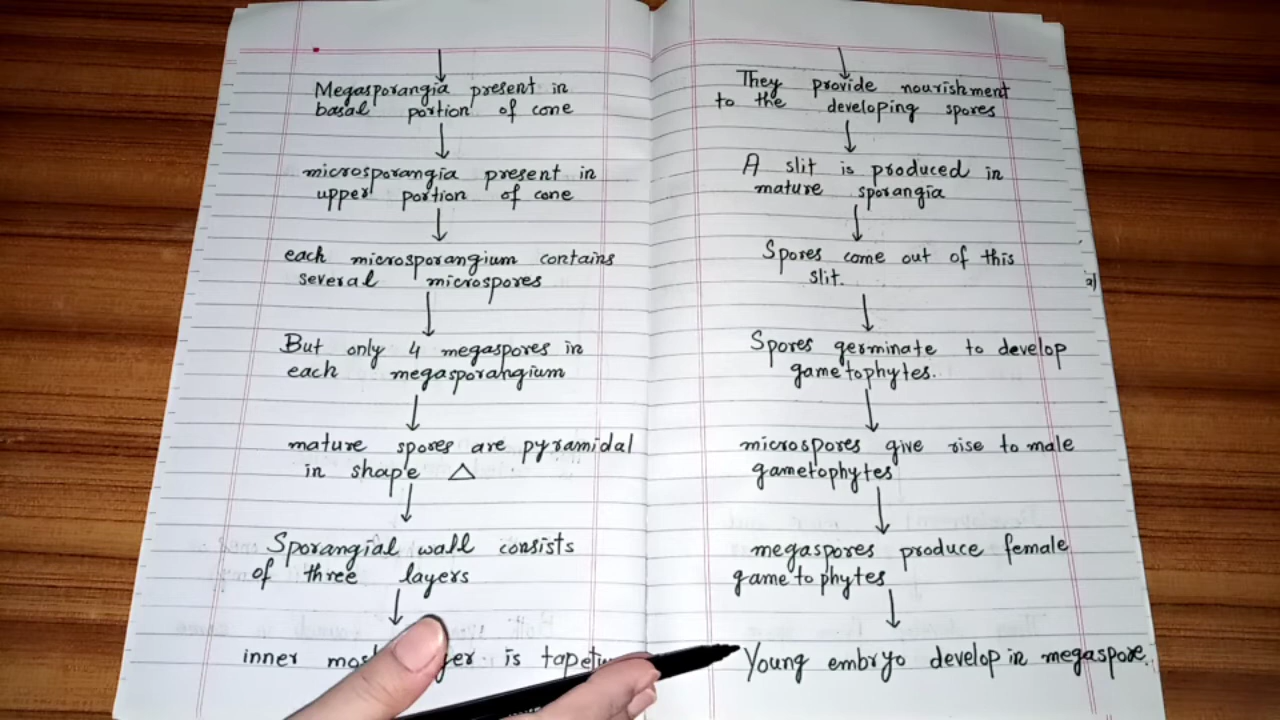 Megasporangia present in
basal portion of cone
microsporangia present in
upper portion of cone
each microsporangium contains
several microspores
But only 4 megaspores in
each megasporangium
mature spores are pyramidal
in shape △
Sporangial wall consists
of three layers
inner is
They provide nourishment
to the developing spores
A slit is produced in
mature sporangia
Spores come out of this
slit.
Spores germinate to develop
gametophytes.
microspores give rise to male
gametophytes
megaspores produce female
gametophytes
Young embryo develop in megaspore.